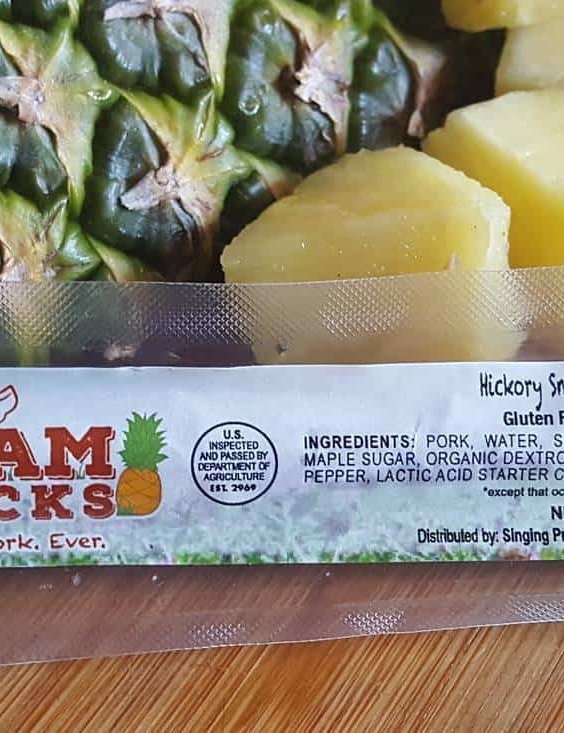 AM
CKS
ork. Ever.
U.S.
INSPECTED
AND PASSED BY
DEPARTMENT OF
AGRICULTURE
EST. 2969
Hickory Sm
Gluten F
INGREDIENTS: PORK, WATER, S
MAPLE SUGAR, ORGANIC DEXTRO
PEPPER, LACTIC ACID STARTER C
*except that oc
N
Distributed by: Singing P